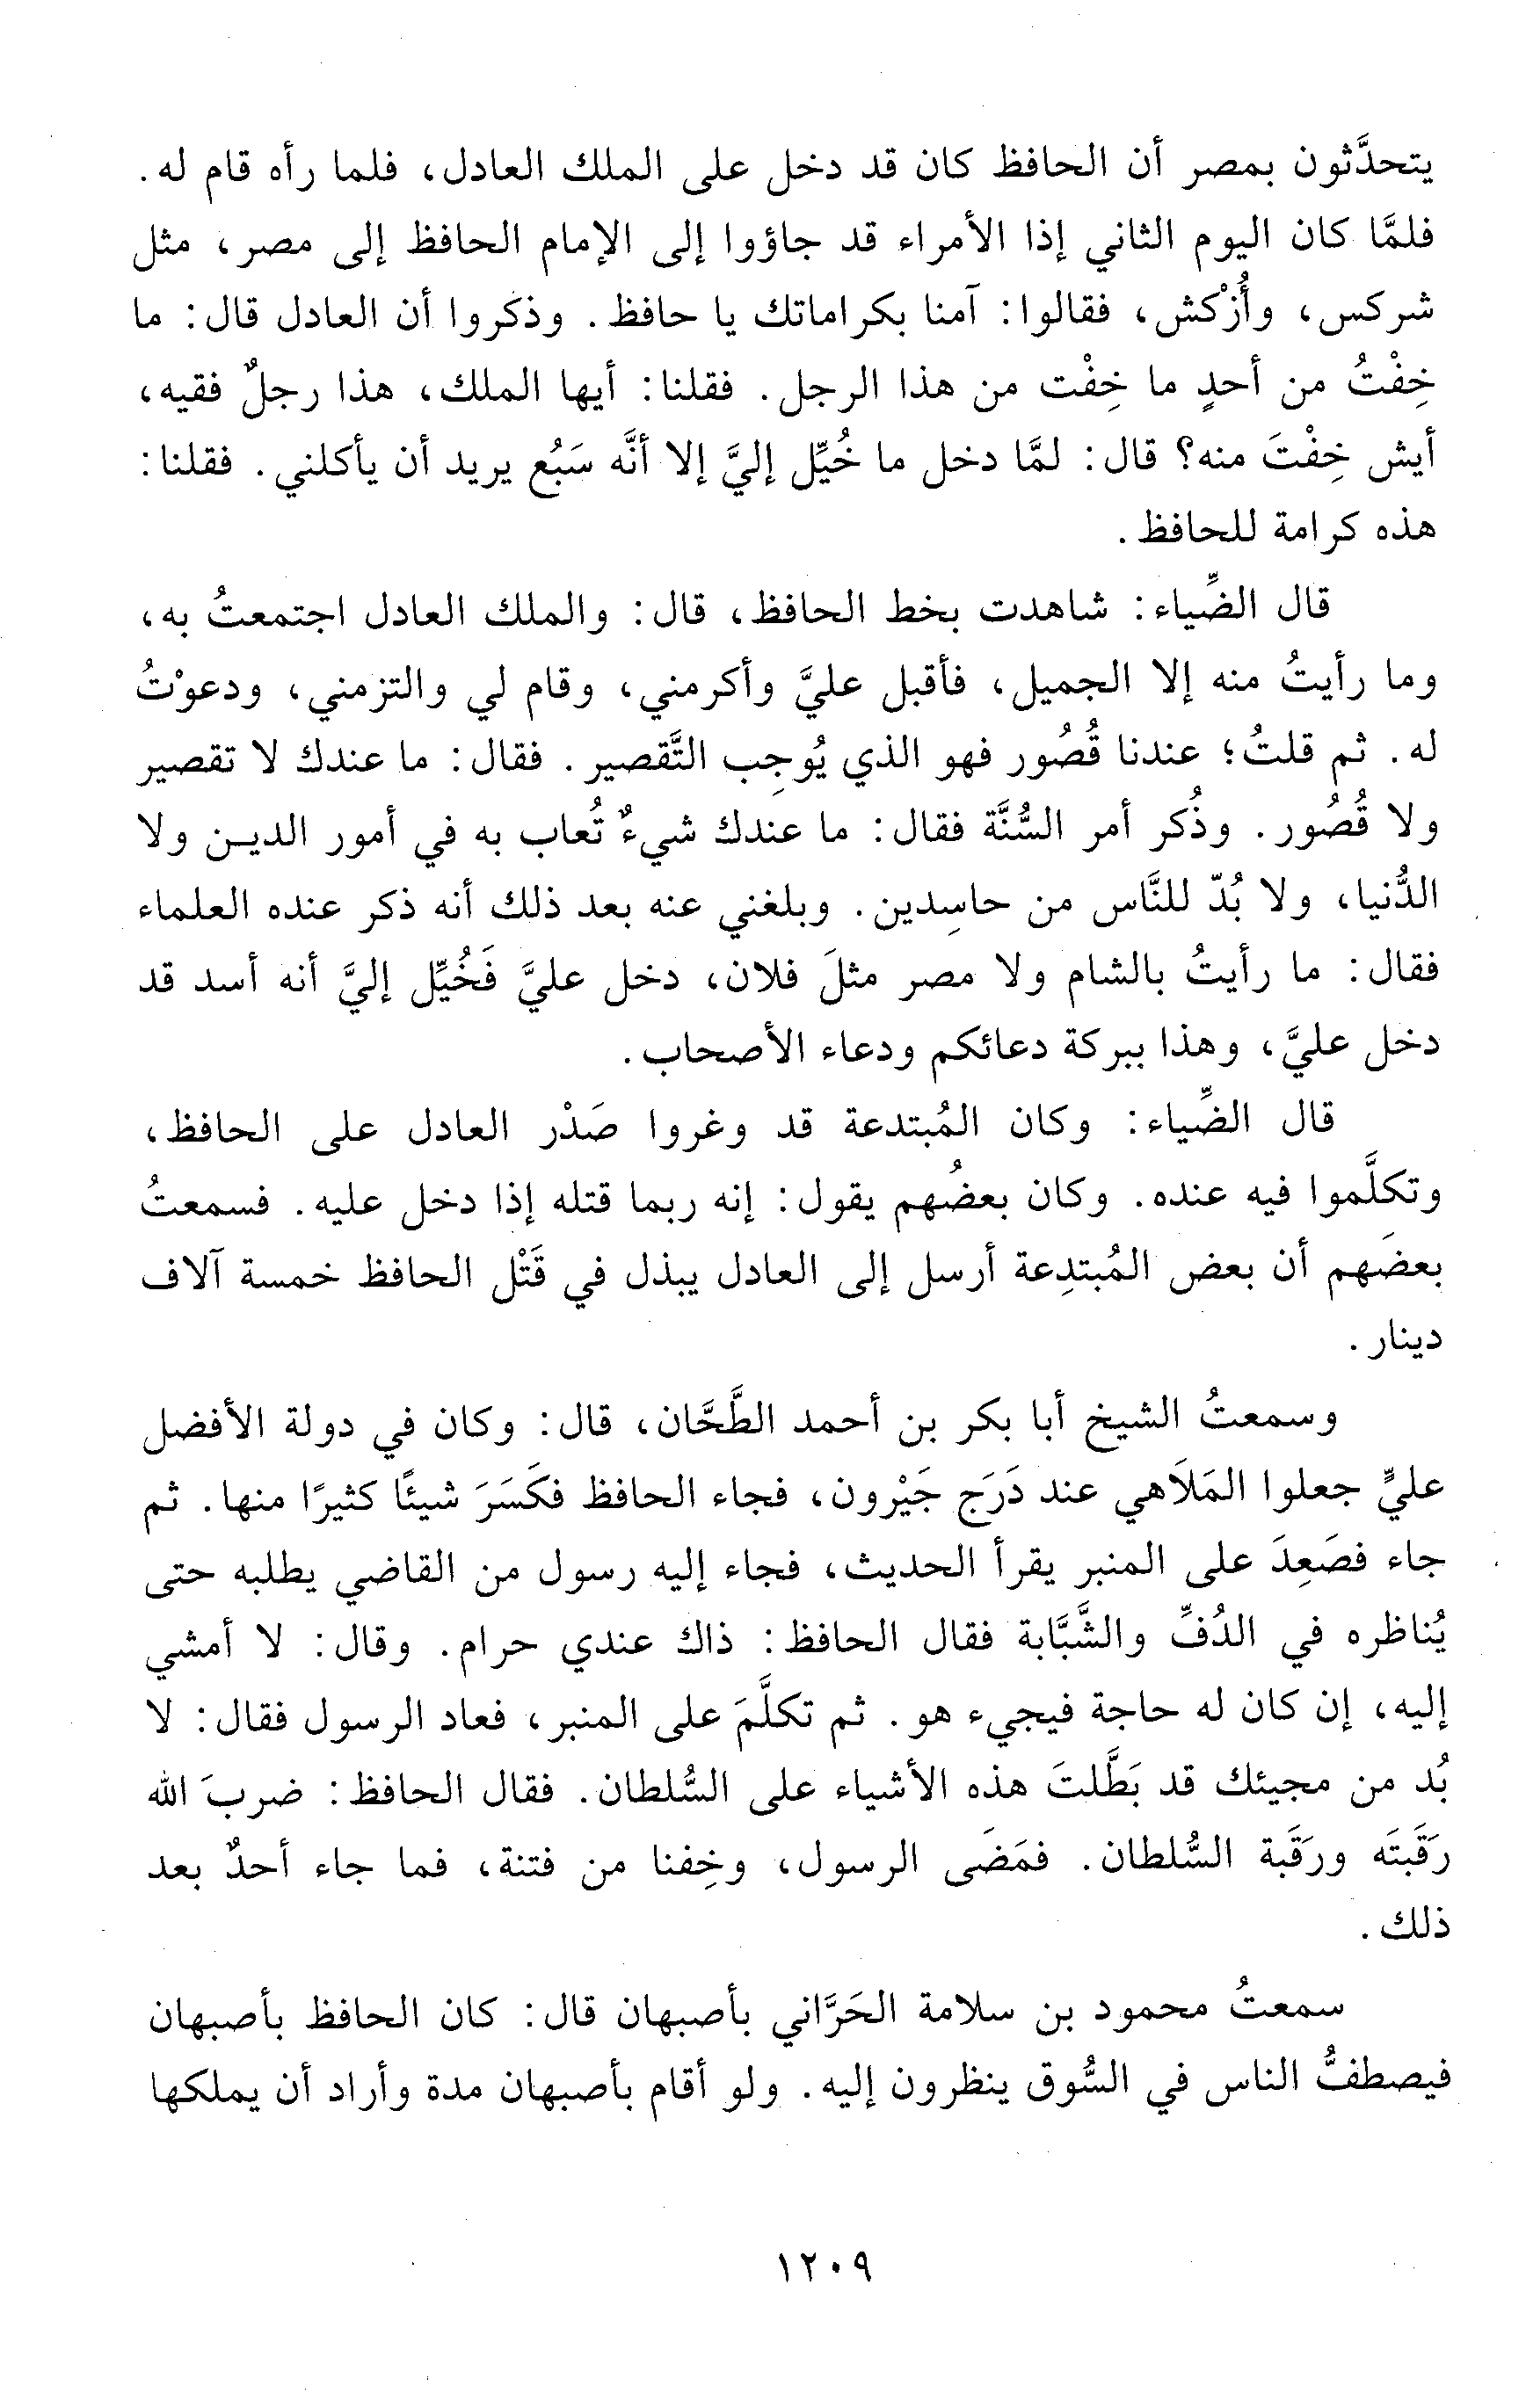 يتحدَّثون بمصر أن الحافظ كان قد دخل على الملك العادل، فلما رأه قام له.
فلمَّا كان اليوم الثاني إذا الأمراء قد جاؤوا إلى الإمام الحافظ إلى مصر، مثل
شركس، وأُزْكش، فقالوا: آمنا بكراماتك يا حافظ. وذكروا أن العادل قال: ما
خِفْتُ من أحدٍ ما خِفْت من هذا الرجل. فقلنا: أيها الملك، هذا رجلٌ فقيه،
أيش خِفْتَ منه؟ قال: لمَّا دخل ما خُيِّل إليَّ إلا أنَّه سَبُع يريد أن يأكلني. فقلنا:
هذه كرامة للحافظ.
قال الضِّياء: شاهدت بخط الحافظ، قال: والملك العادل اجتمعتُ به،
وما رأيتُ منه إلا الجميل، فأقبل عليَّ وأكرمني، وقام لي والتزمني، ودعوْتُ
له. ثم قلتُ؛ عندنا قُصُور فهو الذي يُوجِب التَّقصير. فقال: ما عندك لا تقصير
ولا قُصُور. وذُكر أمر السُّنَّة فقال: ما عندك شيءٌ تُعاب به في أمور الدين ولا
الدُّنيا، ولا بُدّ للنَّاس من حاسِدين. وبلغني عنه بعد ذلك أنه ذكر عنده العلماء
فقال: ما رأيتُ بالشام ولا مصر مثلَ فلان، دخل عليَّ فَخُيِّل إليَّ أنه أسد قد
دخل عليَّ، وهذا ببركة دعائكم ودعاء الأصحاب.
قال الضِّياء: وكان المُبتدعة قد وغروا صَدْر العادل على الحافظ،
وتكلَّموا فيه عنده. وكان بعضُهم يقول: إنه ربما قتله إذا دخل عليه. فسمعتُ
بعضَهم أن بعض المُبتدِعة أرسل إلى العادل يبذل في قَتْل الحافظ خمسة آلاف
دينار.
وسمعتُ الشيخ أبا بكر بن أحمد الطَّحَّان، قال: وكان في دولة الأفضل
عليٍّ جعلوا المَلاَهي عند دَرَج جَيْرون، فجاء الحافظ فكَسَرَ شيئًا كثيرًا منها. ثم
جاء فصَعِدَ على المنبر يقرأ الحديث، فجاء إليه رسول من القاضي يطلبه حتى
يُناظره في الدُفِّ والشَّبَّابة فقال الحافظ: ذاك عندي حرام. وقال: لا أمشي
إليه، إن كان له حاجة فيجيء هو. ثم تكلَّمَ على المنبر، فعاد الرسول فقال: لا
بُد من مجيئك قد بَطَّلتَ هذه الأشياء على السُّلطان. فقال الحافظ: ضربَ الله
رَقَبتَه ورَقَبة السُّلطان. فمَضَى الرسول، وخِفنا من فتنة، فما جاء أحدٌ بعد
ذلك.
سمعتُ محمود بن سلامة الحَرَّاني بأصبهان قال: كان الحافظ بأصبهان
فيصطفُّ الناس في السُّوق ينظرون إليه. ولو أقام بأصبهان مدة وأراد أن يملكها
١٢٠٩